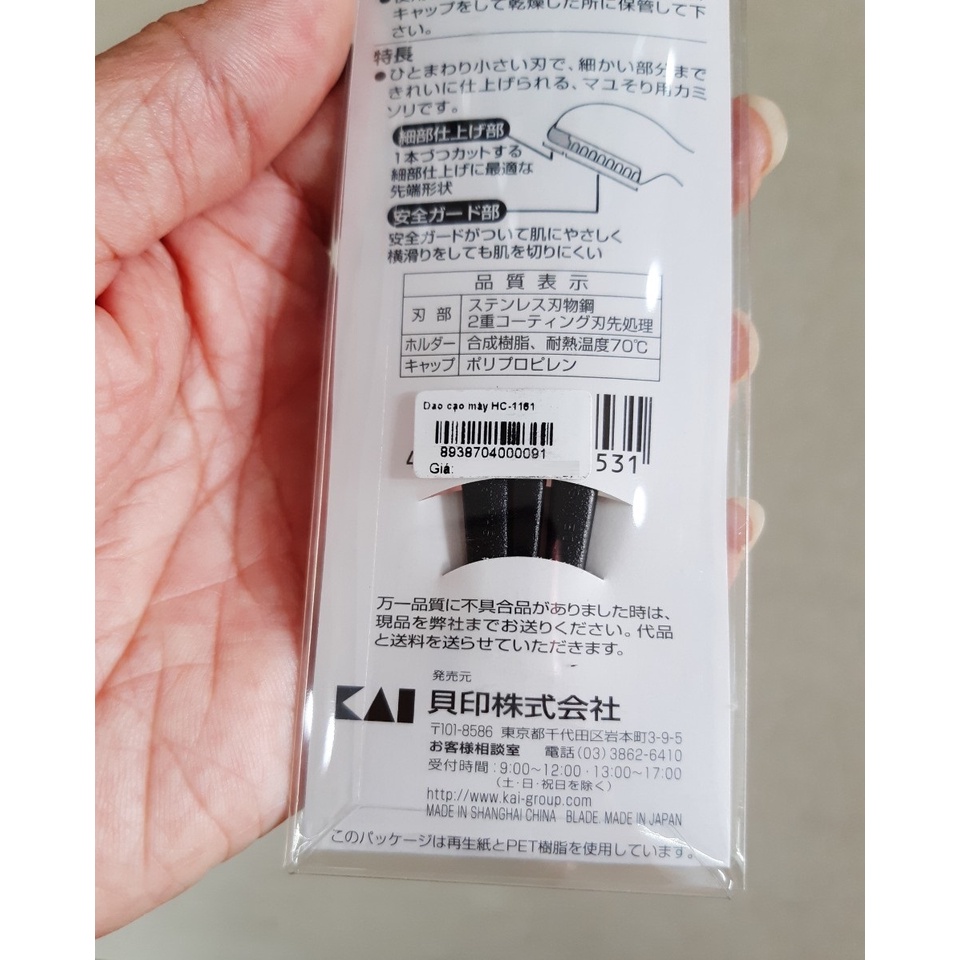 キャップをして乾燥した所に保管して下
さい。
特長
●ひとまわり小さい刃で、細かい部分まで
きれいに仕上げられる、マユそり用カミ
ソリです。
細部仕上げ部
1本づつカットする
細部仕上げに最適な
先端形状
安全ガード部
安全ガードがついて肌にやさしく
横滑りをしても肌を切りにくい
品質表示
刃部 ステンレス刃物鋼
2重コーティング刃先処理
ホルダー 合成樹脂、耐熱温度70℃
キャップ ポリプロピレン
Dao cạo mày HC-1161
8938704000091
Giá:
4
531
万一品質に不具合品がありました時は、
現品を弊社までお送りください。代品
と送料を送らせていただきます。
発売元
KAI 貝印株式会社
〒101-8586 東京都千代田区岩本町3-9-5
お客様相談室 電話(03)3862-6410
受付時間:9:00~12:00・13:00~17:00
(土・日・祝日を除く)
http://www.kai-group.com
MADE IN SHANGHAI CHINA BLADE. MADE IN JAPAN
このパッケージは再生紙とPET樹脂を使用しています。